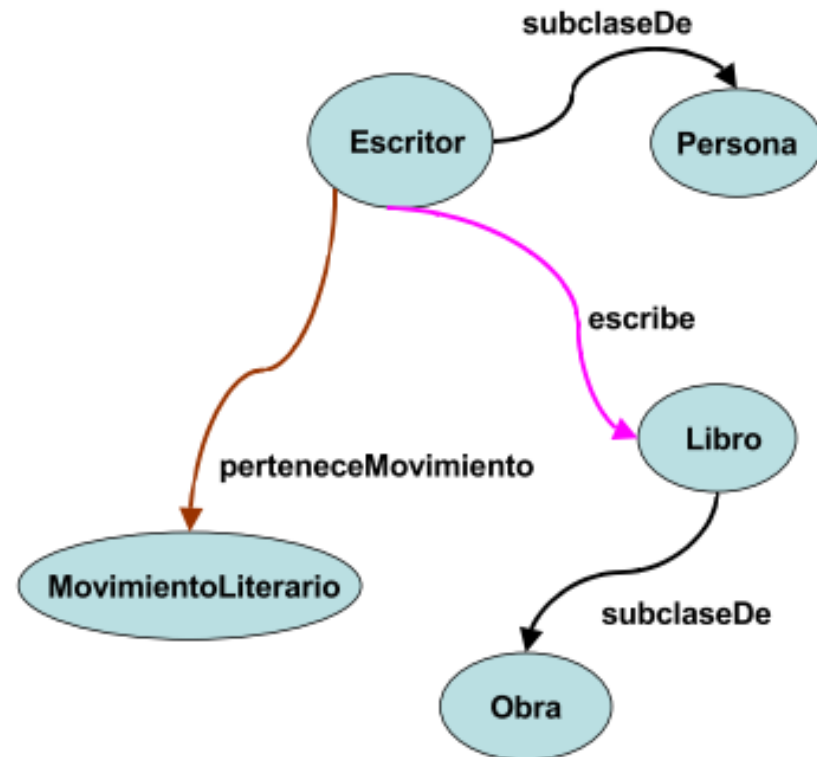 subclaseDe
Escritor
Persona
escribe
Libro
perteneceMovimiento
MovimientoLiterario
subclaseDe
Obra